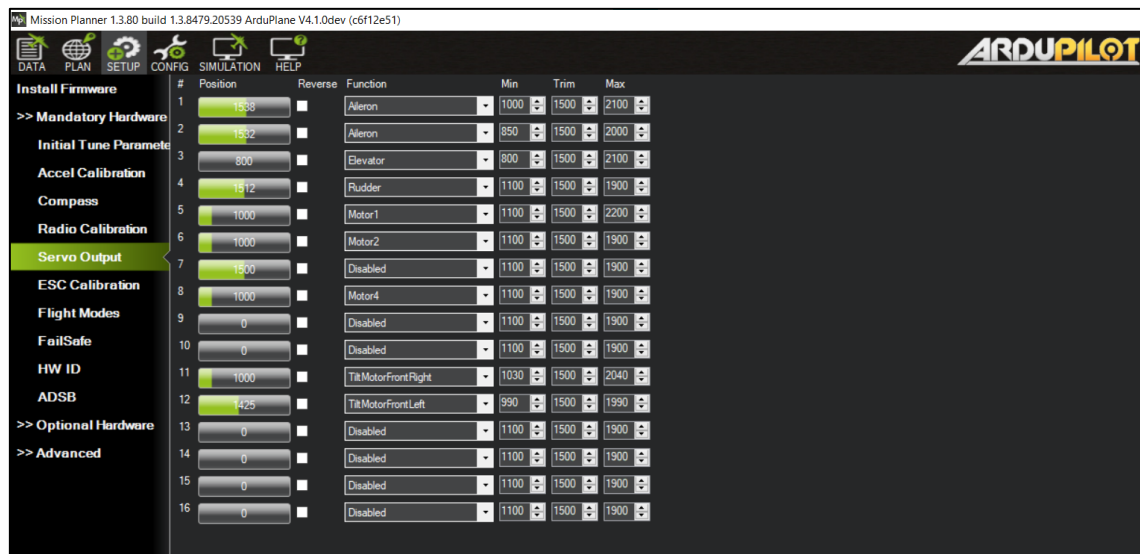 Mission Planner 1.3.80 build 1.3.8479.20539 ArduPlane V4.1.0dev (c6f12e51)
DATA PLAN SETUP CONFIG SIMULATION HELP
ARDUPILOT
Install Firmware
>> Mandatory Hardware
Initial Tune Paramete
Accel Calibration
Compass
Radio Calibration
Servo Output
ESC Calibration
Flight Modes
FailSafe
HW ID
ADSB
>> Optional Hardware
>> Advanced
# Position Reverse Function Min Trim Max
1 1538 Aileron 1000 1500 2100
2 1532 Aileron 850 1500 2000
3 800 Elevator 800 1500 2100
4 1512 Rudder 1100 1500 1900
5 1000 Motor1 1100 1500 2200
6 1000 Motor2 1100 1500 1900
7 1500 Disabled 1100 1500 1900
8 1000 Motor4 1100 1500 1900
9 0 Disabled 1100 1500 1900
10 0 Disabled 1100 1500 1900
11 1000 TiltMotorFrontRight 1030 1500 2040
12 1425 TiltMotorFrontLeft 990 1500 1990
13 0 Disabled 1100 1500 1900
14 0 Disabled 1100 1500 1900
15 0 Disabled 1100 1500 1900
16 0 Disabled 1100 1500 1900